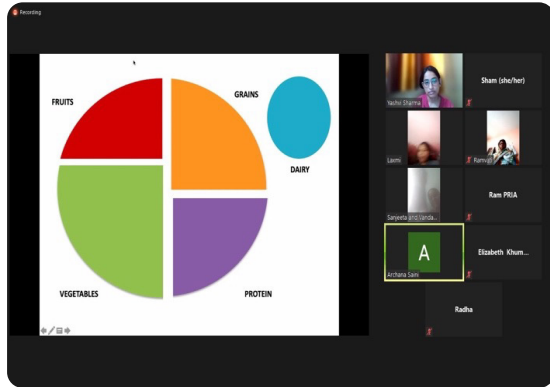 Recording
FRUITS
GRAINS
DAIRY
VEGETABLES
PROTEIN
Yashvi Sharma
Sham (she/her)
Laxmi
Sanjeeta and Vanda...
Ram PRIA
A
Archana Saini
Elizabeth Khum...
Radha